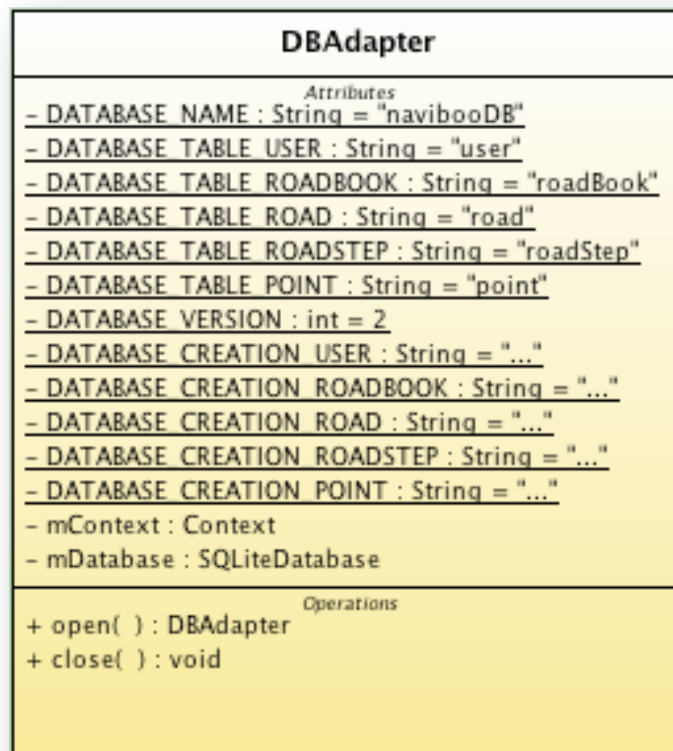 DBAdapter
Attributes
- DATABASE_NAME : String = "navibooDB"
- DATABASE_TABLE_USER : String = "user"
- DATABASE_TABLE_ROADBOOK : String = "roadBook"
- DATABASE_TABLE_ROAD : String = "road"
- DATABASE_TABLE_ROADSTEP : String = "roadStep"
- DATABASE_TABLE_POINT : String = "point"
- DATABASE_VERSION : int = 2
- DATABASE_CREATION_USER : String = "..."
- DATABASE_CREATION_ROADBOOK : String = "..."
- DATABASE_CREATION_ROAD : String = "..."
- DATABASE_CREATION_ROADSTEP : String = "..."
- DATABASE_CREATION_POINT : String = "..."
- mContext : Context
- mDatabase : SQLiteDatabase
Operations
+ open( ) : DBAdapter
+ close( ) : void